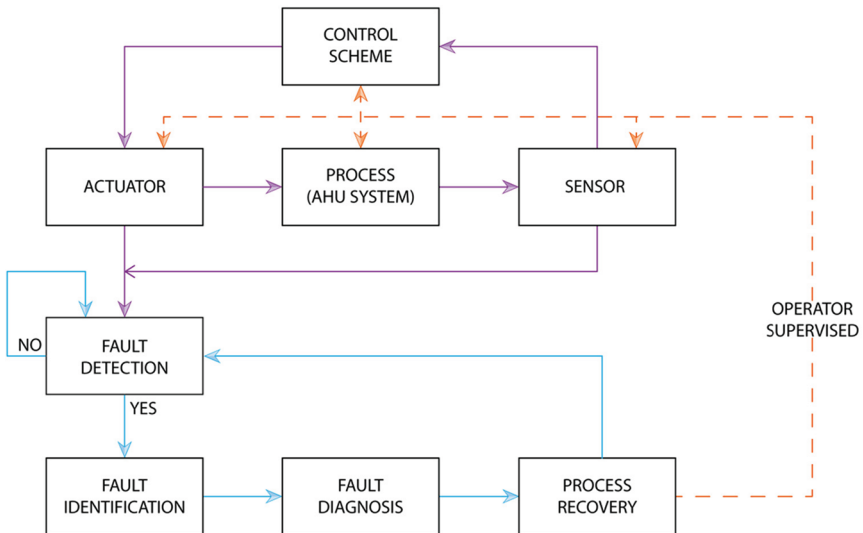 CONTROL
SCHEME
ACTUATOR
PROCESS
(AHU SYSTEM)
SENSOR
OPERATOR
SUPERVISED
NO
FAULT
DETECTION
YES
FAULT
IDENTIFICATION
FAULT
DIAGNOSIS
PROCESS
RECOVERY